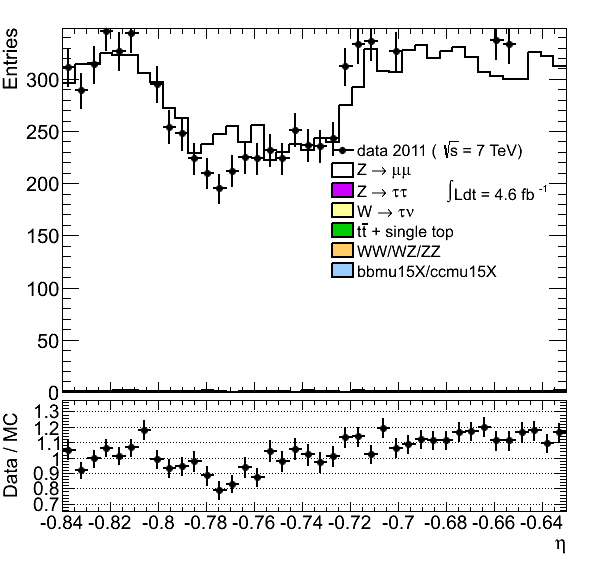 Entries
300
250
200
150
100
50
0
data 2011 ( √s = 7 TeV)
Z → μμ
Z → ττ
∫Ldt = 4.6 fb⁻¹
W → τν
tt̄ + single top
WW/WZ/ZZ
bbmu15X/ccmu15X
Data / MC
1.3
1.2
1.1
1
0.9
0.8
0.7
-0.84 -0.82 -0.8 -0.78 -0.76 -0.74 -0.72 -0.7 -0.68 -0.66 -0.64
η